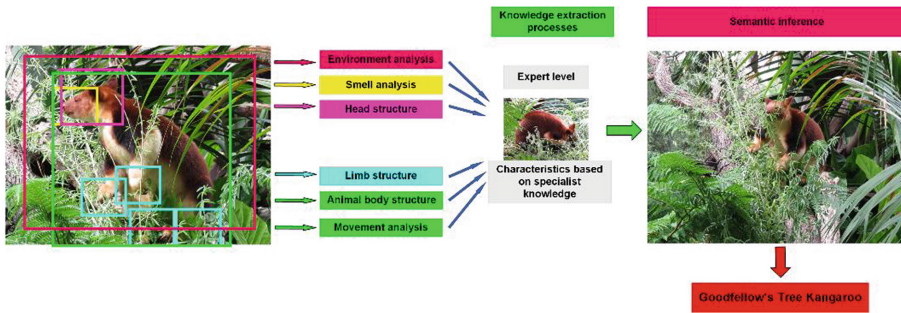 Knowledge extraction
processes
Semantic inference
Environment analysis
Smell analysis
Head structure
Limb structure
Animal body structure
Movement analysis
Expert level
Characteristics based
on specialist
knowledge
Goodfellow's Tree Kangaroo